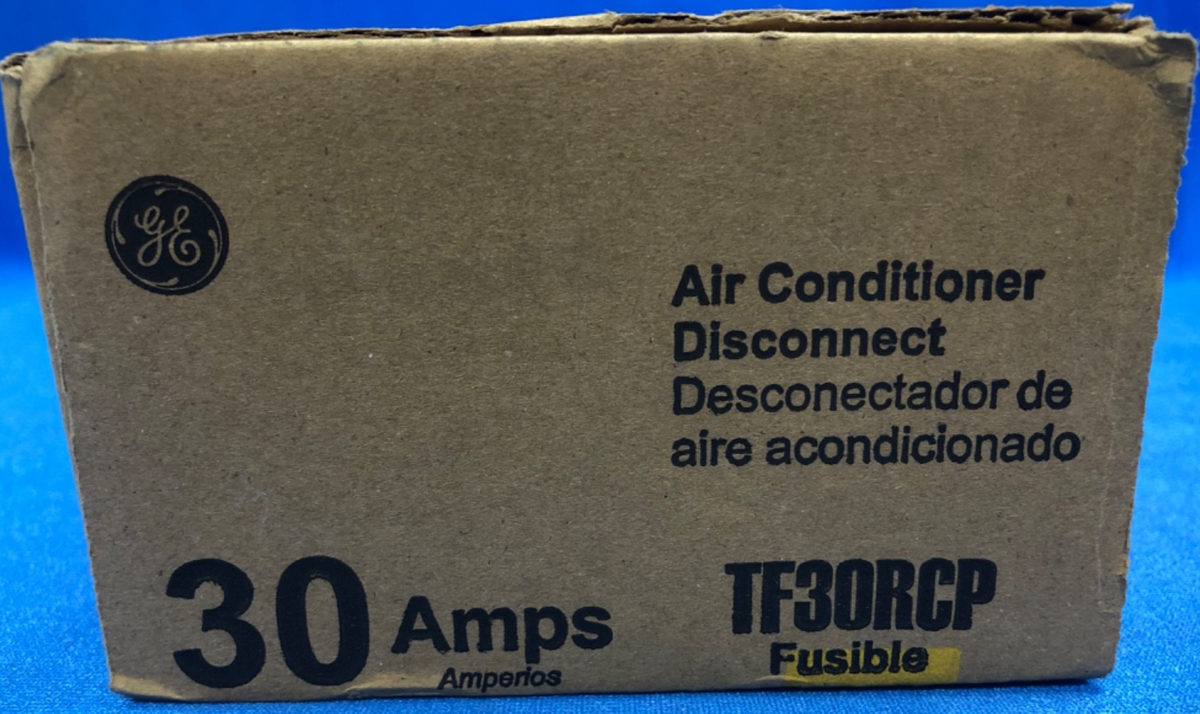 GE
Air Conditioner
Disconnect
Desconectador de
aire acondicionado
30 Amps
Amperios
TF30RCP
Fusible